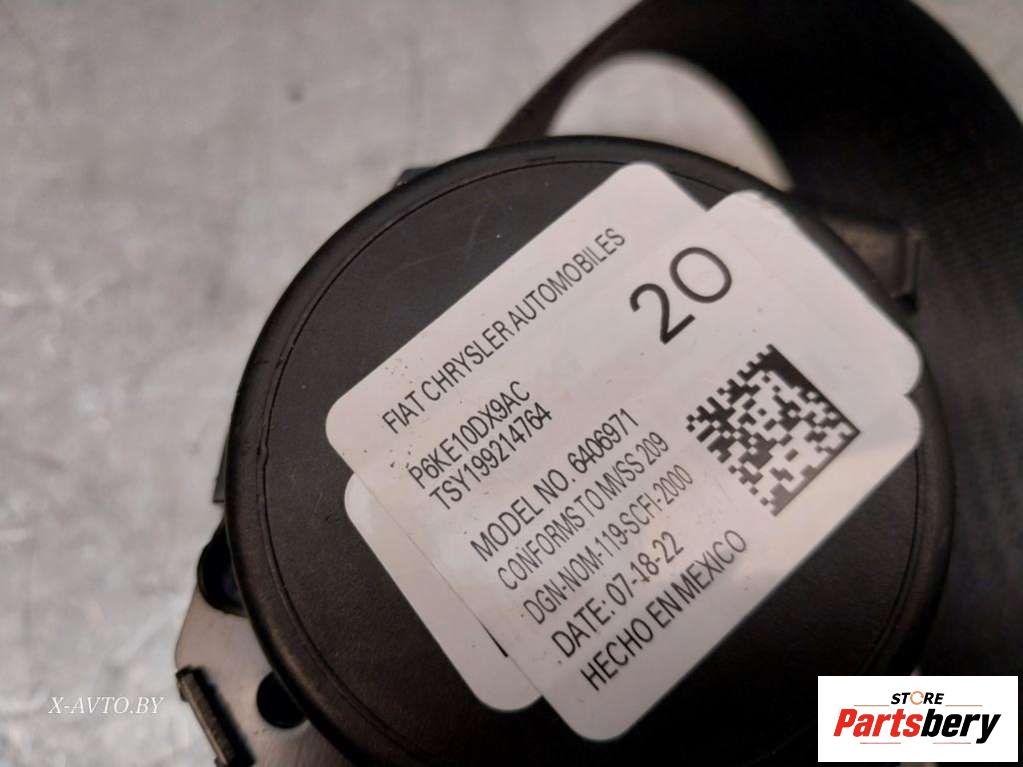 FIAT CHRYSLER AUTOMOBILES
20
P6KE10DX9AC
TSY199214764
MODEL NO. 6406971
CONFORMS TO MVSS 209
DGN-NOM-119-SCFI-2000
DATE: 07-18-22
HECHO EN MEXICO
X-AVTO.BY
STORE
Partsbery